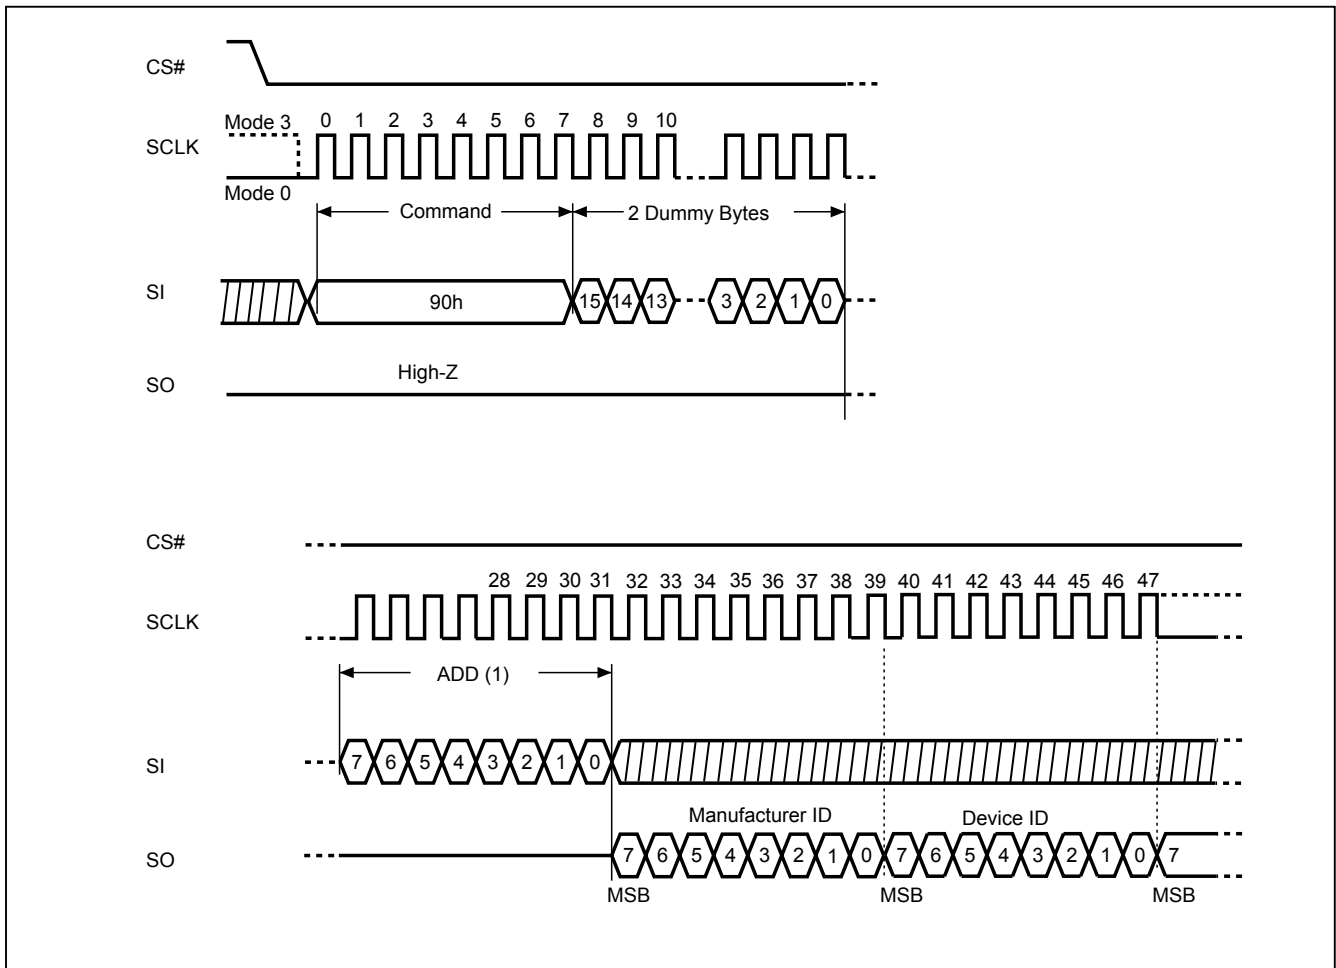 CS#
Mode 3 0 1 2 3 4 5 6 7 8 9 10
SCLK
Mode 0
Command 2 Dummy Bytes
SI 90h 15 14 13 3 2 1 0
High-Z
SO
CS#
28 29 30 31 32 33 34 35 36 37 38 39 40 41 42 43 44 45 46 47
SCLK
ADD (1)
SI 7 6 5 4 3 2 1 0
Manufacturer ID Device ID
SO 7 6 5 4 3 2 1 0 7 6 5 4 3 2 1 0 7
MSB MSB MSB